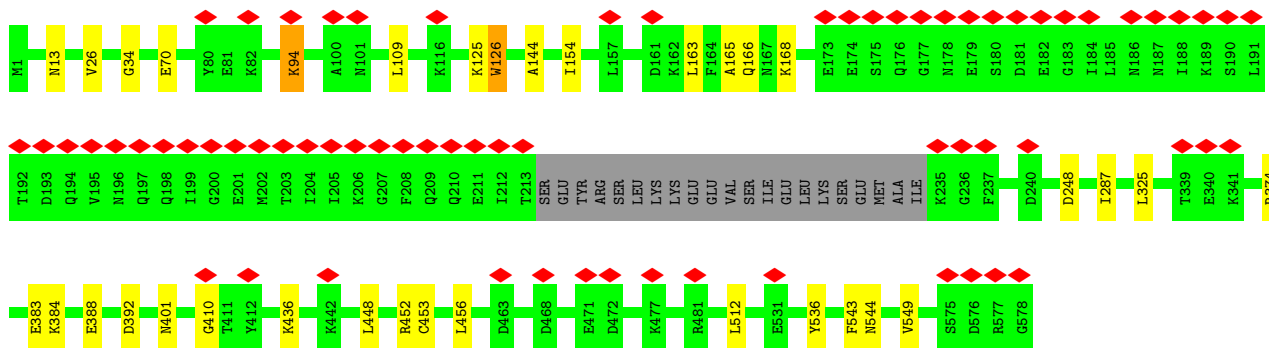 M1 N13 V26 G34 E70 Y80 E81 K82 K94 A100 N101 L109 K116 K125 W126 A144 I154 L157 D161 K162 L163 F164 A165 Q166 N167 K168 E173 E174 S175 Q176 G177 N178 E179 S180 D181 E182 G183 I184 L185 N186 N187 I188 K189 S190 L191
T192 D193 Q194 V195 N196 Q197 Q198 I199 G200 E201 M202 T203 I204 I205 K206 G207 F208 Q209 Q210 E211 I212 T213 SER GLU TYR ARG SER LEU LYS LYS GLU GLU VAL SER ILE GLU LEU LYS SER GLU MET ALA ILE K235 G236 F237 D240 D248 I287 L325 T339 E340 K341
E383 K384 E388 D392 N401 G410 T411 Y412 K436 K442 L448 R452 C453 L456 D463 D468 E471 D472 K477 R481 L512 E531 Y536 F543 N544 V549 S575 D576 R577 G578